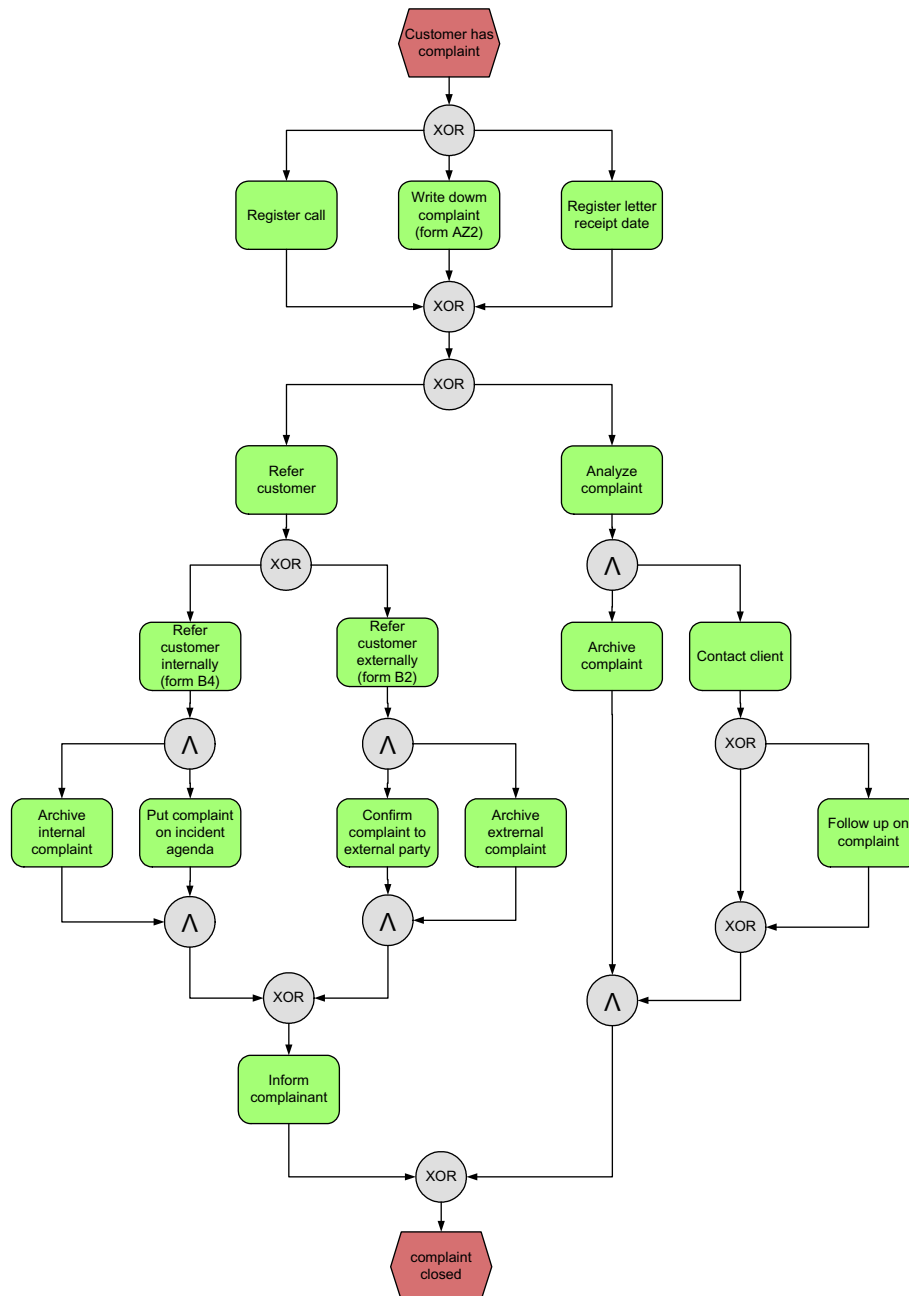 Customer has
complaint
XOR
Register call
Write dowm
complaint
(form AZ2)
Register letter
receipt date
XOR
XOR
Refer
customer
Analyze
complaint
XOR
Λ
Refer
customer
internally
(form B4)
Refer
customer
externally
(form B2)
Archive
complaint
Contact client
Λ
Λ
XOR
Archive
internal
complaint
Put complaint
on incident
agenda
Confirm
complaint to
external party
Archive
extrernal
complaint
Follow up on
complaint
Λ
Λ
XOR
XOR
Λ
Inform
complainant
XOR
complaint
closed